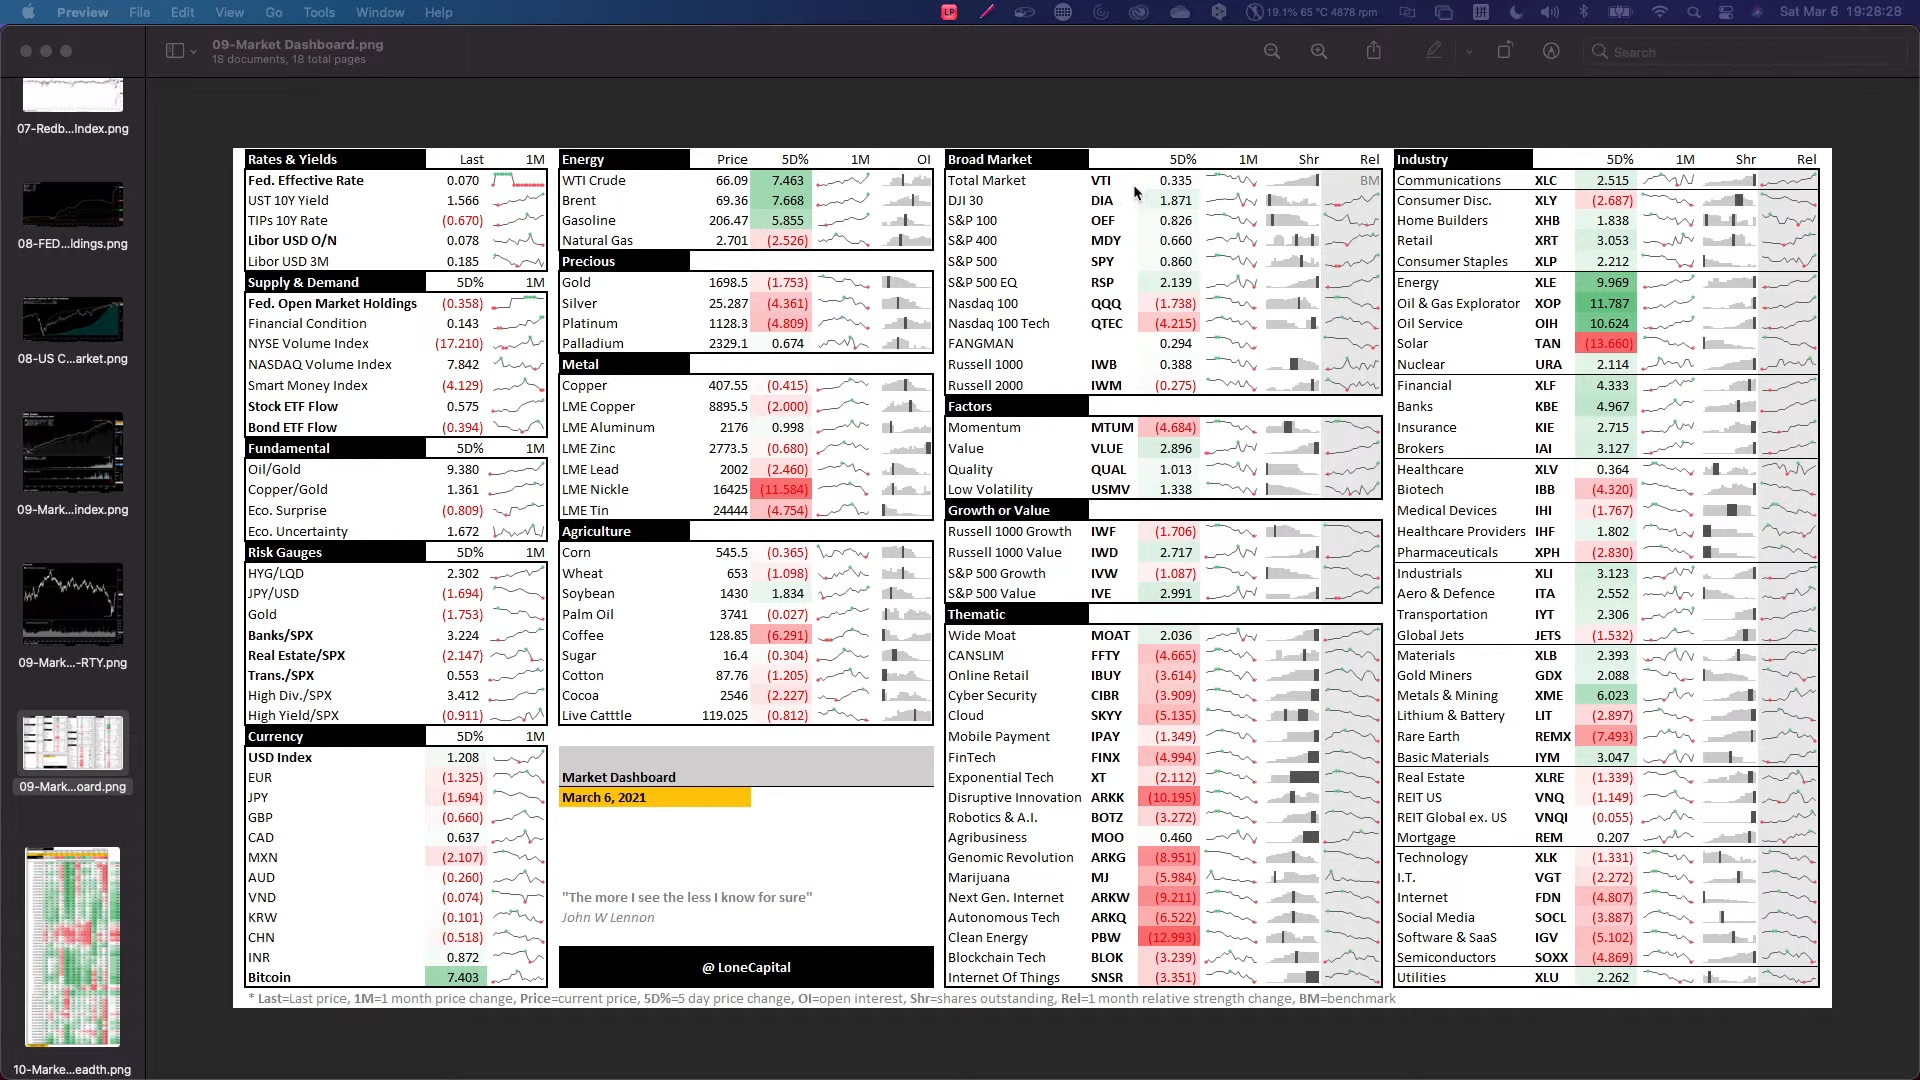 Preview File Edit View Go Tools Window Help
LP
19.1% 65 °C 4878 rpm
Sat Mar 6 19:28:28
09-Market Dashboard.png
18 documents, 18 total pages
Search
07-Redb...Index.png
08-FED...ldings.png
08-US C...arket.png
09-Mark...index.png
09-Mark...-RTY.png
09-Mark...oard.png
10-Marke...eadth.png
Rates & Yields Last 1M
Fed. Effective Rate 0.070
UST 10Y Yield 1.566
TIPs 10Y Rate (0.670)
Libor USD O/N 0.078
Libor USD 3M 0.185
Supply & Demand 5D% 1M
Fed. Open Market Holdings (0.358)
Financial Condition 0.143
NYSE Volume Index (17.210)
NASDAQ Volume Index 7.842
Smart Money Index (4.129)
Stock ETF Flow 0.575
Bond ETF Flow (0.394)
Fundamental 5D% 1M
Oil/Gold 9.380
Copper/Gold 1.361
Eco. Surprise (0.809)
Eco. Uncertainty 1.672
Risk Gauges 5D% 1M
HYG/LQD 2.302
JPY/USD (1.694)
Gold (1.753)
Banks/SPX 3.224
Real Estate/SPX (2.147)
Trans./SPX 0.553
High Div./SPX 3.412
High Yield/SPX (0.911)
Currency 5D% 1M
USD Index 1.208
EUR (1.325)
JPY (1.694)
GBP (0.660)
CAD 0.637
MXN (2.107)
AUD (0.260)
VND (0.074)
KRW (0.101)
CHN (0.518)
INR 0.872
Bitcoin 7.403
Energy Price 5D% 1M OI
WTI Crude 66.09 7.463
Brent 69.36 7.668
Gasoline 206.47 5.855
Natural Gas 2.701 (2.526)
Precious
Gold 1698.5 (1.753)
Silver 25.287 (4.361)
Platinum 1128.3 (4.809)
Palladium 2329.1 0.674
Metal
Copper 407.55 (0.415)
LME Copper 8895.5 (2.000)
LME Aluminum 2176 0.998
LME Zinc 2773.5 (0.680)
LME Lead 2002 (2.460)
LME Nickle 16425 (11.584)
LME Tin 24444 (4.754)
Agriculture
Corn 545.5 (0.365)
Wheat 653 (1.098)
Soybean 1430 1.834
Palm Oil 3741 (0.027)
Coffee 128.85 (6.291)
Sugar 16.4 (0.304)
Cotton 87.76 (1.205)
Cocoa 2546 (2.227)
Live Catttle 119.025 (0.812)
Market Dashboard
March 6, 2021
"The more I see the less I know for sure"
John W Lennon
@ LoneCapital
Broad Market 5D% 1M Shr Rel
Total Market VTI 0.335 BM
DJI 30 DIA 1.871
S&P 100 OEF 0.826
S&P 400 MDY 0.660
S&P 500 SPY 0.860
S&P 500 EQ RSP 2.139
Nasdaq 100 QQQ (1.738)
Nasdaq 100 Tech QTEC (4.215)
FANGMAN 0.294
Russell 1000 IWB 0.388
Russell 2000 IWM (0.275)
Factors
Momentum MTUM (4.684)
Value VLUE 2.896
Quality QUAL 1.013
Low Volatility USMV 1.338
Growth or Value
Russell 1000 Growth IWF (1.706)
Russell 1000 Value IWD 2.717
S&P 500 Growth IVW (1.087)
S&P 500 Value IVE 2.991
Thematic
Wide Moat MOAT 2.036
CANSLIM FFTY (4.665)
Online Retail IBUY (3.614)
Cyber Security CIBR (3.909)
Cloud SKYY (5.135)
Mobile Payment IPAY (1.349)
FinTech FINX (4.994)
Exponential Tech XT (2.112)
Disruptive Innovation ARKK (10.195)
Robotics & A.I. BOTZ (3.272)
Agribusiness MOO 0.460
Genomic Revolution ARKG (8.951)
Marijuana MJ (5.984)
Next Gen. Internet ARKW (9.211)
Autonomous Tech ARKQ (6.522)
Clean Energy PBW (12.993)
Blockchain Tech BLOK (3.239)
Internet Of Things SNSR (3.351)
Industry 5D% 1M Shr Rel
Communications XLC 2.515
Consumer Disc. XLY (2.687)
Home Builders XHB 1.838
Retail XRT 3.053
Consumer Staples XLP 2.212
Energy XLE 9.969
Oil & Gas Explorator XOP 11.787
Oil Service OIH 10.624
Solar TAN (13.660)
Nuclear URA 2.114
Financial XLF 4.333
Banks KBE 4.967
Insurance KIE 2.715
Brokers IAI 3.127
Healthcare XLV 0.364
Biotech IBB (4.320)
Medical Devices IHI (1.767)
Healthcare Providers IHF 1.802
Pharmaceuticals XPH (2.830)
Industrials XLI 3.123
Aero & Defence ITA 2.552
Transportation IYT 2.306
Global Jets JETS (1.532)
Materials XLB 2.393
Gold Miners GDX 2.088
Metals & Mining XME 6.023
Lithium & Battery LIT (2.897)
Rare Earth REMX (7.493)
Basic Materials IYM 3.047
Real Estate XLRE (1.339)
REIT US VNQ (1.149)
REIT Global ex. US VNQI (0.055)
Mortgage REM 0.207
Technology XLK (1.331)
I.T. VGT (2.272)
Internet FDN (4.807)
Social Media SOCL (3.887)
Software & SaaS IGV (5.102)
Semiconductors SOXX (4.869)
Utilities XLU 2.262
* Last=Last price, 1M=1 month price change, Price=current price, 5D%=5 day price change, OI=open interest, Shr=shares outstanding, Rel=1 month relative strength change, BM=benchmark